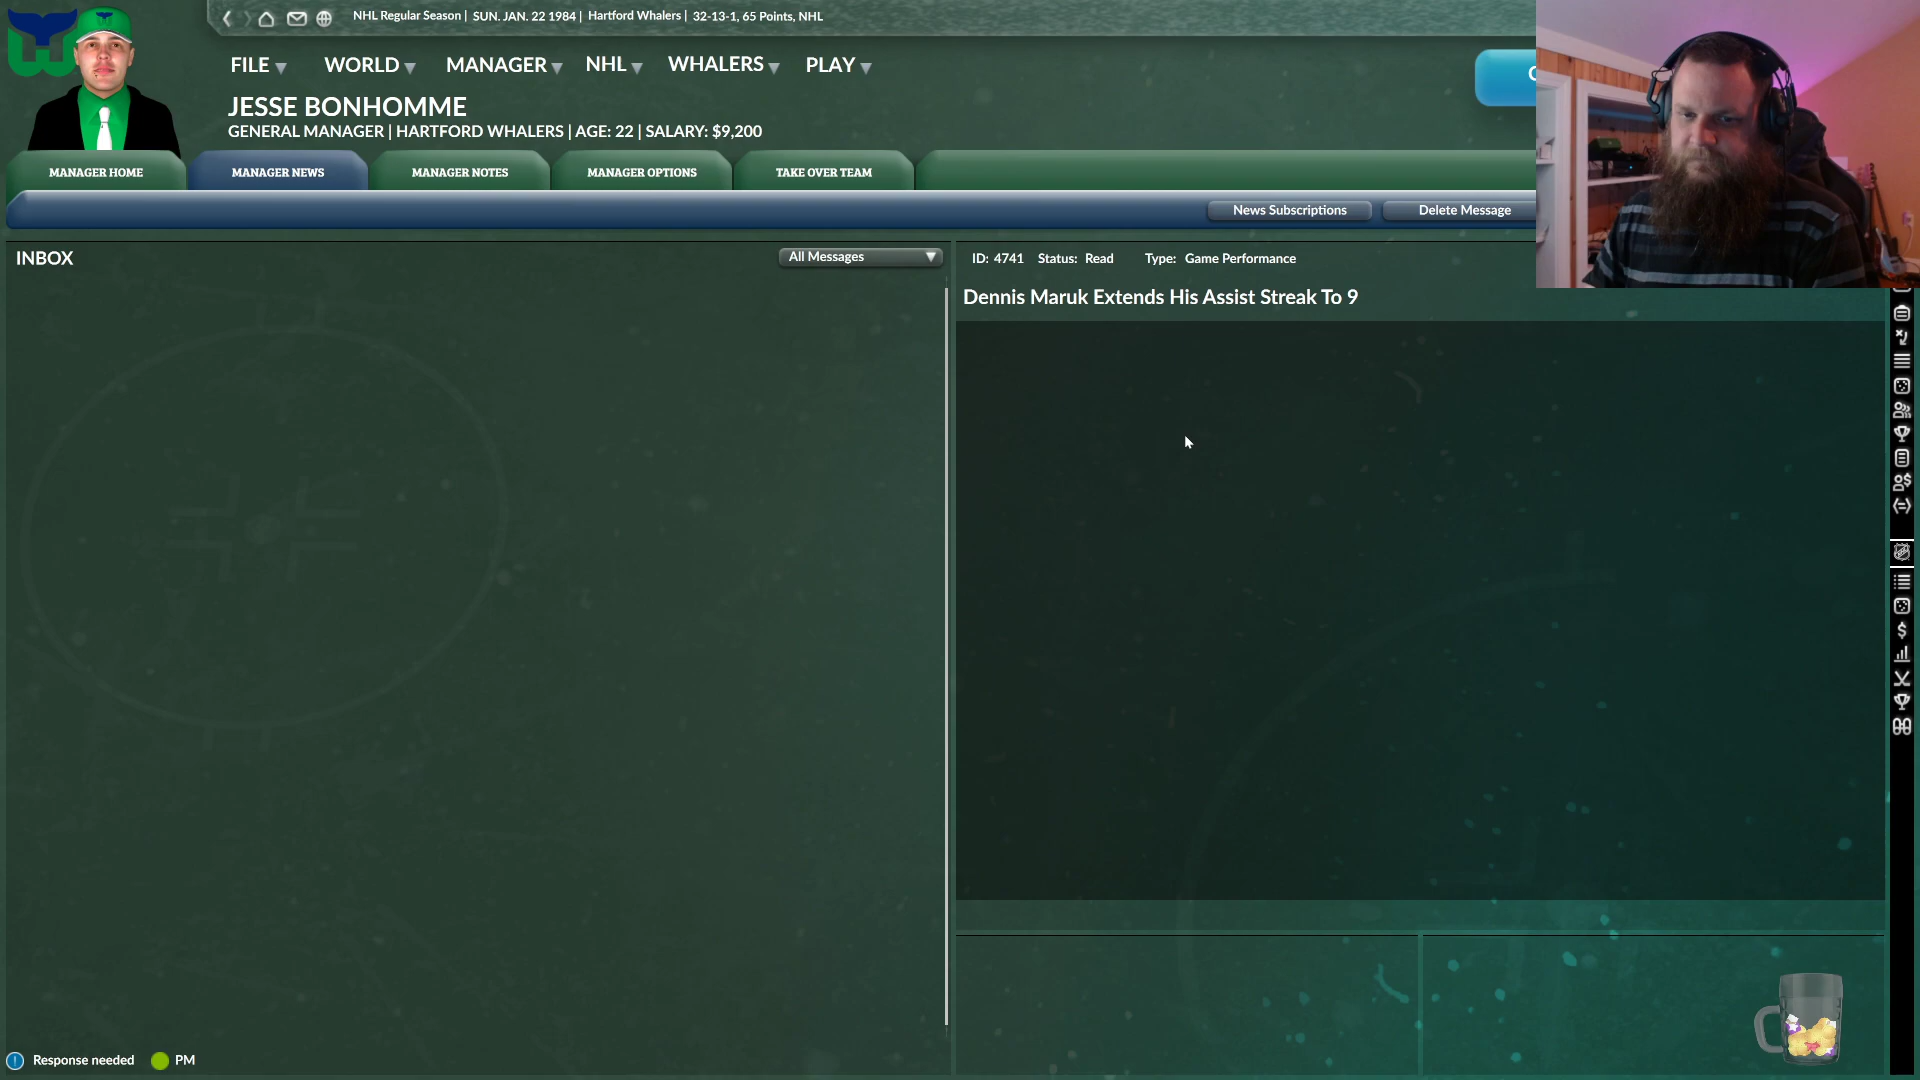 NHL Regular Season | SUN. JAN. 22 1984 | Hartford Whalers | 32-13-1, 65 Points, NHL
FILE WORLD MANAGER NHL WHALERS PLAY
JESSE BONHOMME
GENERAL MANAGER | HARTFORD WHALERS | AGE: 22 | SALARY: $9,200
MANAGER HOME MANAGER NEWS MANAGER NOTES MANAGER OPTIONS TAKE OVER TEAM
News Subscriptions Delete Message
INBOX All Messages ID: 4741 Status: Read Type: Game Performance
Dennis Maruk Extends His Assist Streak To 9
Response needed PM